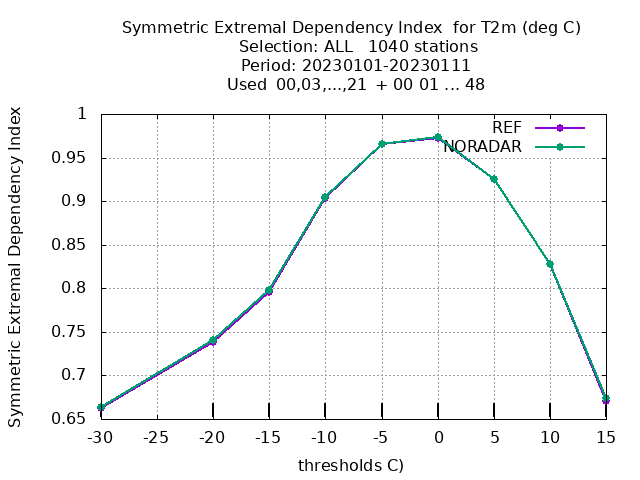 Symmetric Extremal Dependency Index  for T2m (deg C)
Selection: ALL   1040 stations
Period: 20230101-20230111
Used  00,03,...,21  + 00 01 ... 48
Symmetric Extremal Dependency Index
1
0.95
0.9
0.85
0.8
0.75
0.7
0.65
REF
NORADAR
-30 -25 -20 -15 -10 -5 0 5 10 15
thresholds C)